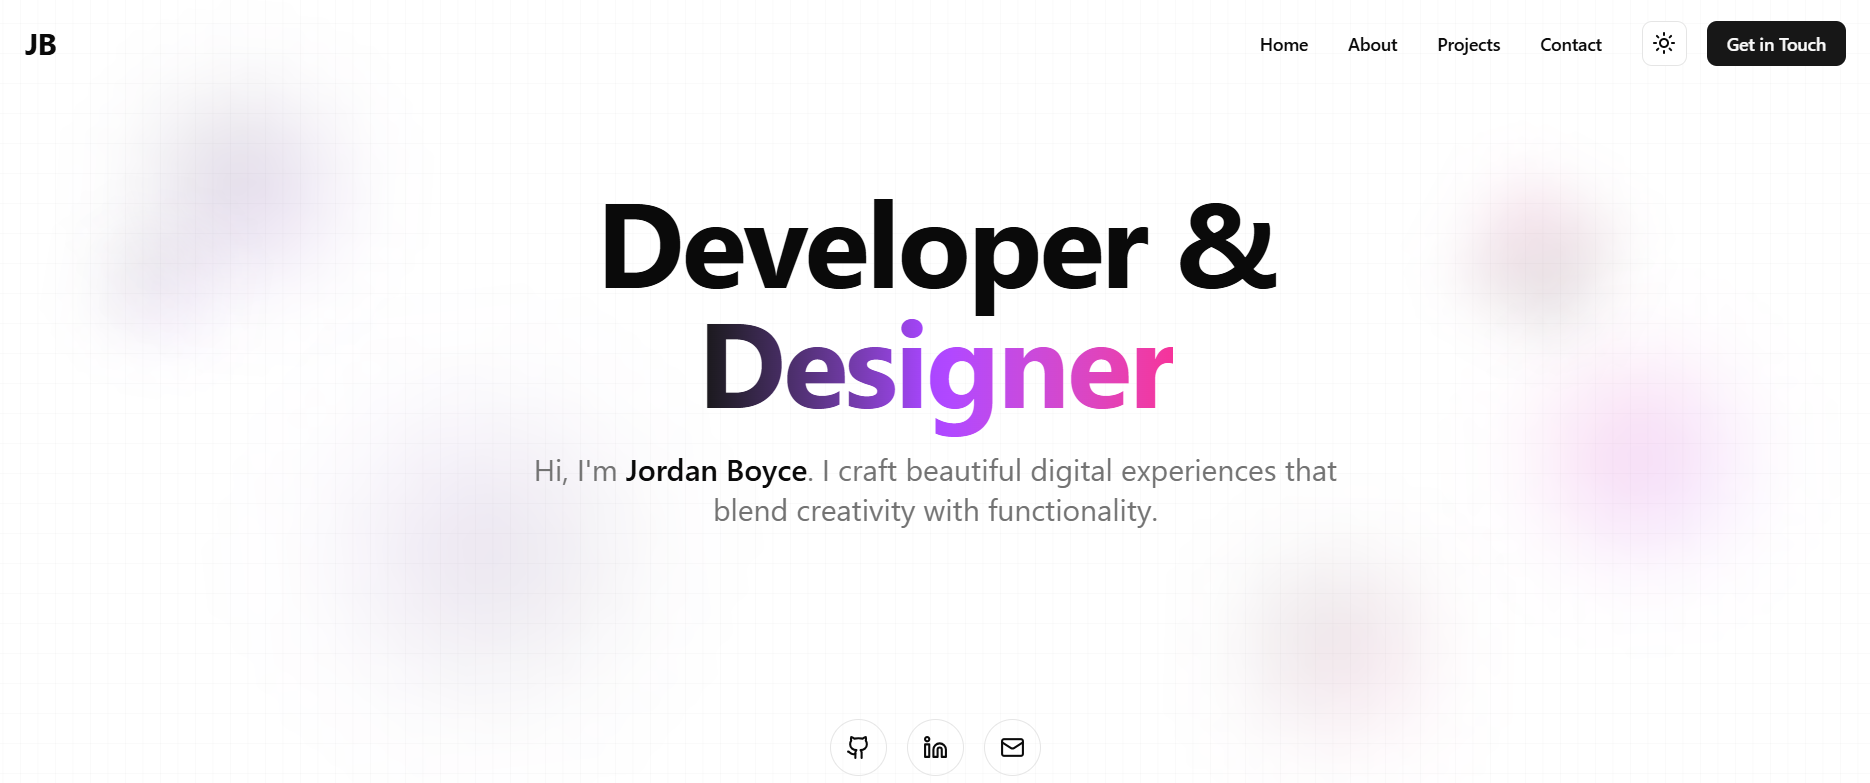 JB
Home
About
Projects
Contact
Get in Touch
Developer &
Designer
Hi, I'm Jordan Boyce. I craft beautiful digital experiences that
blend creativity with functionality.